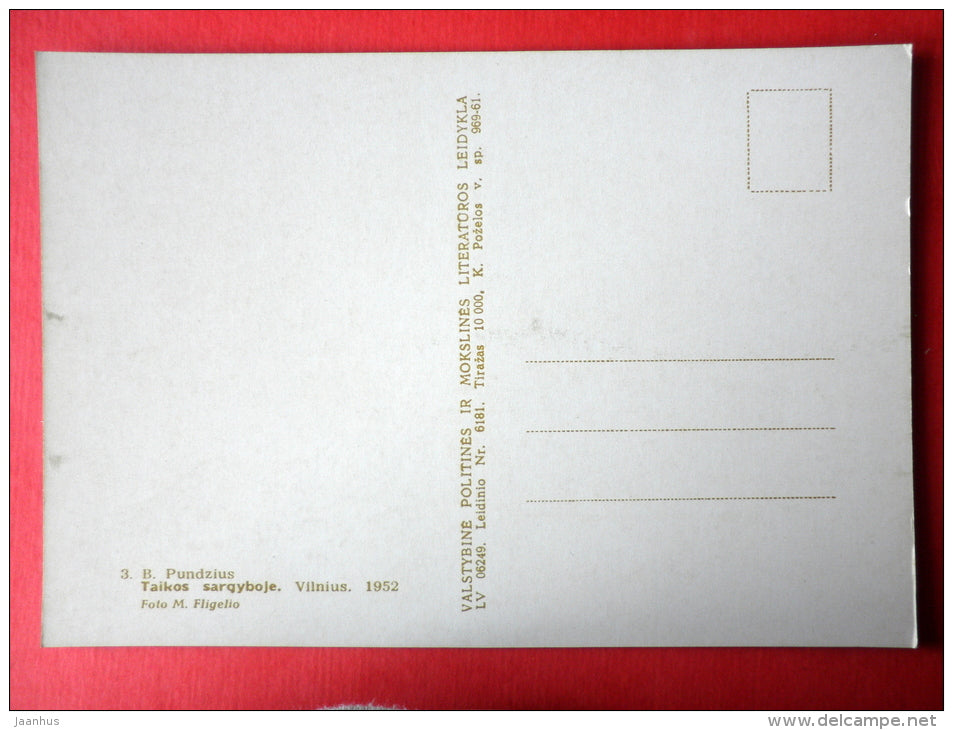 3. B. Pundzius
Taikos sargyboje. Vilnius. 1952
Foto M. Fligelio
VALSTYBINĖ POLITINĖS IR MOKSLINĖS LITERATŪROS LEIDYKLA
LV 06249. Leidinio Nr. 6181. Tiražas 10 000, K. Poželos v. sp. 969-61.
Jaanhus
www.delcampe.net